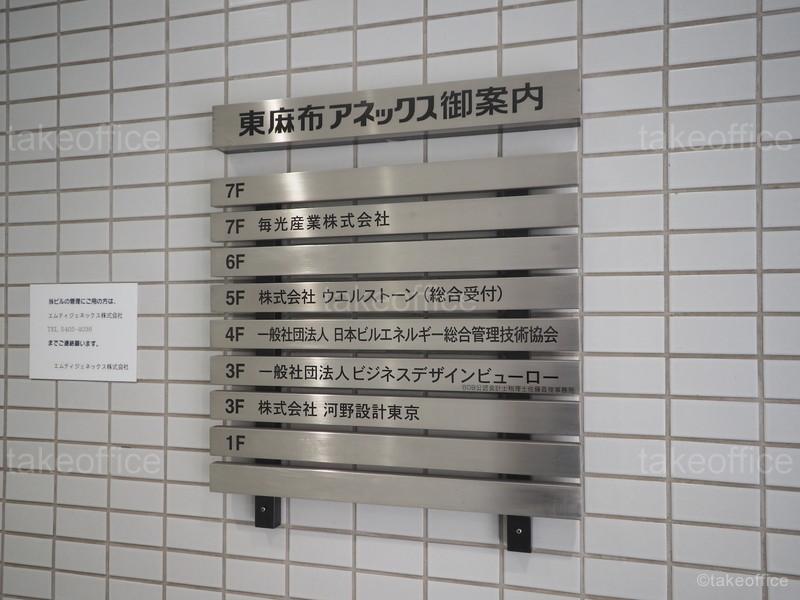 東麻布アネックス御案内
7F
7F 毎光産業株式会社
6F
5F 株式会社 ウエルストーン(総合受付)
4F 一般社団法人 日本ビルエネルギー総合管理技術協会
3F 一般社団法人ビジネスデザインビューロー
3F 株式会社 河野設計東京
1F
当ビルの管理にご用の方は、
エムティジェネックス株式会社
TEL 5405-4036
までご連絡願います。
エムティジェネックス株式会社
takeoffice
takeoffice
takeoffice
takeoffice
takeoffice
©takeoffice